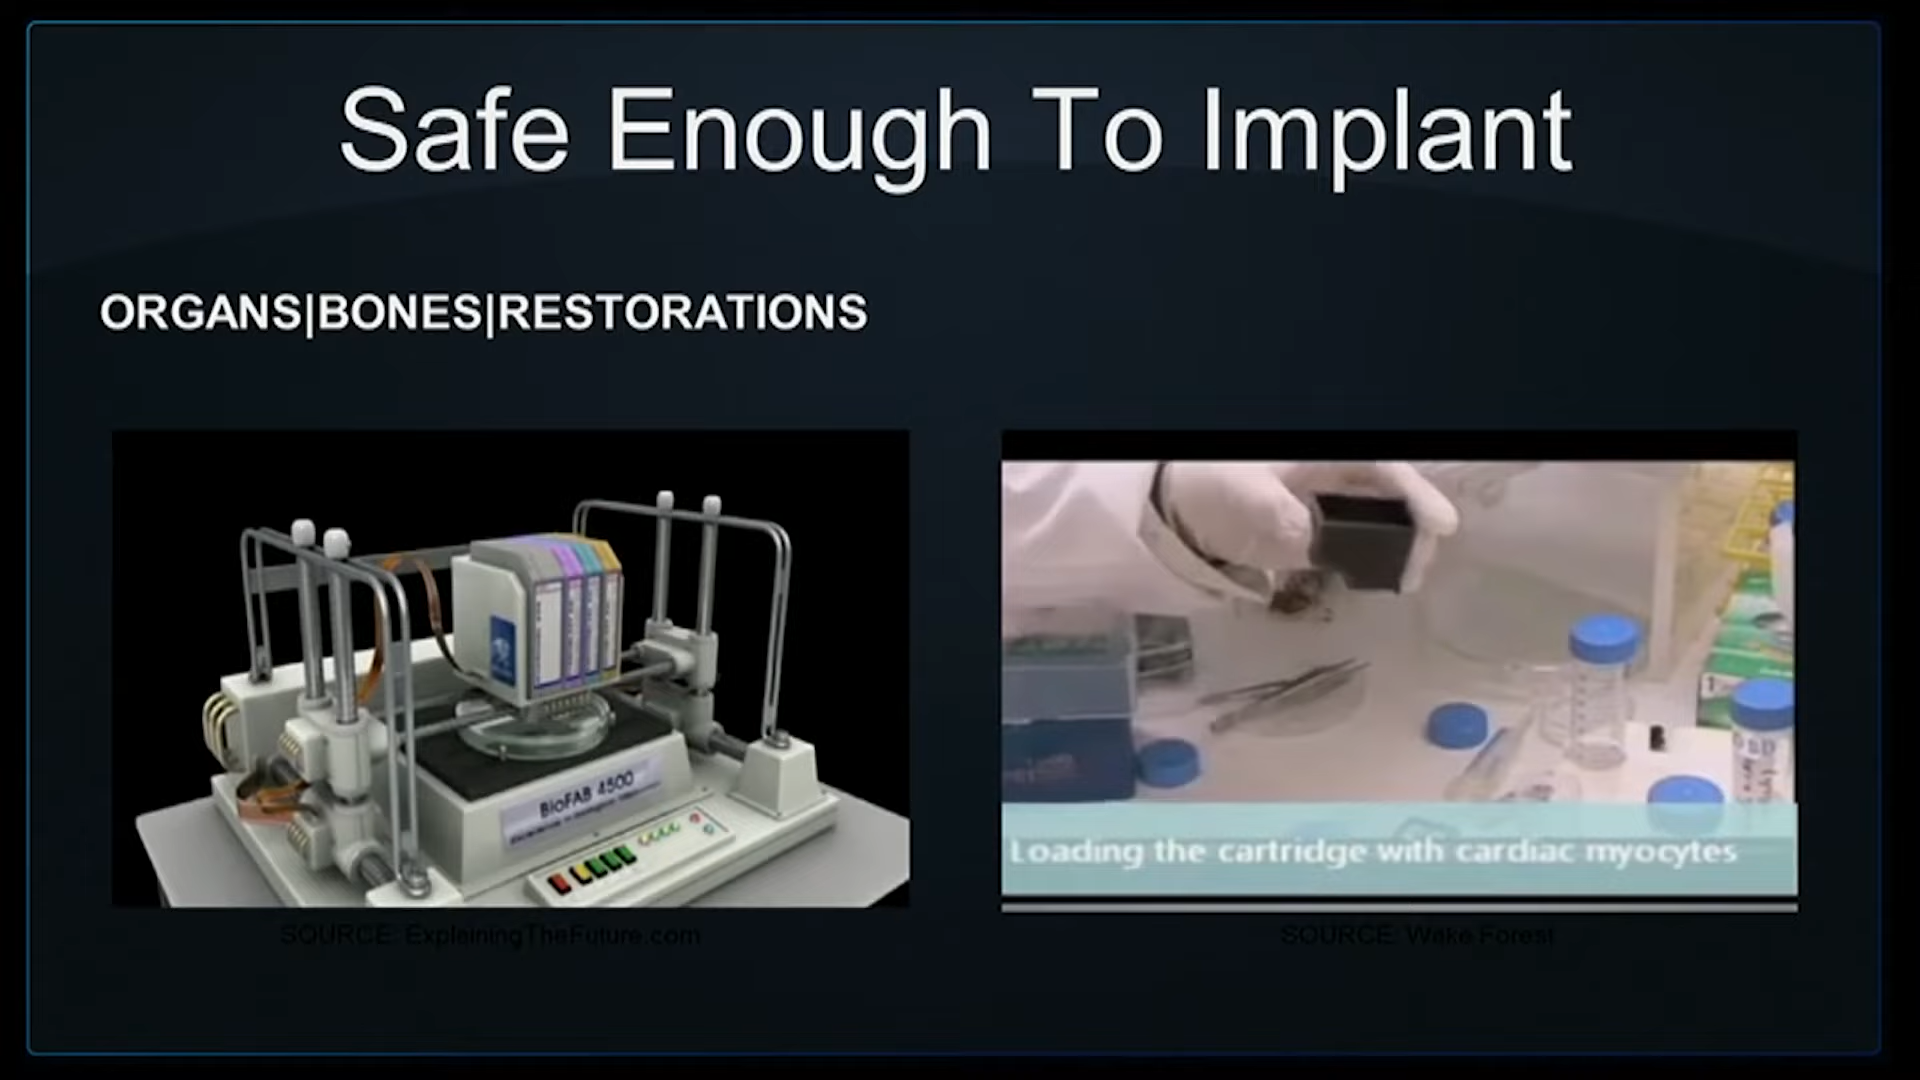 Safe Enough To Implant
ORGANS|BONES|RESTORATIONS
BioFAB 4500
Loading the cartridge with cardiac myocytes
SOURCE: ExplainingTheFuture.com
SOURCE: Wake Forest